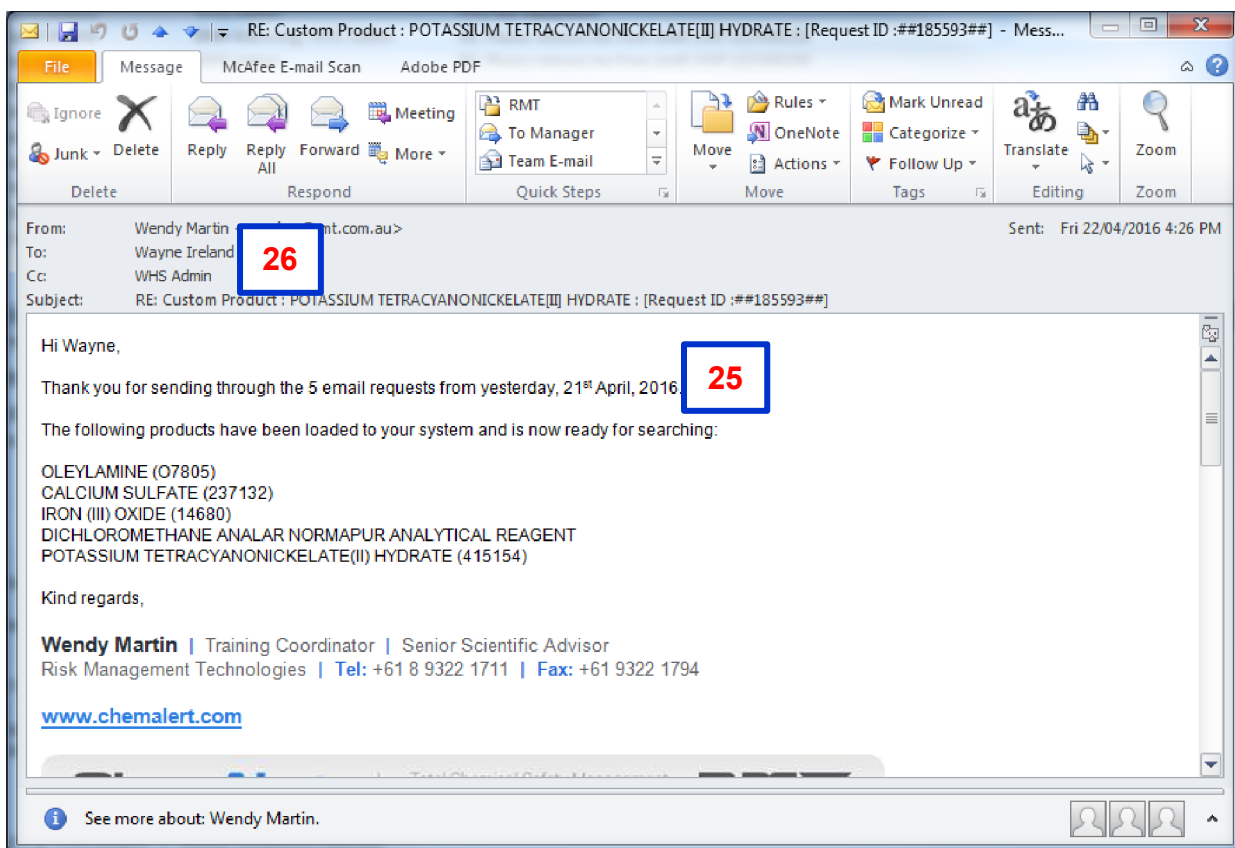 RE: Custom Product : POTASSIUM TETRACYANONICKELATE[II] HYDRATE : [Request ID :##185593##] - Mess...
File Message McAfee E-mail Scan Adobe PDF
Ignore
Junk
Delete
Reply
Reply All
Forward
Meeting
More
RMT
To Manager
Team E-mail
Move
Rules
OneNote
Actions
Mark Unread
Categorize
Follow Up
Translate
Zoom
Delete Respond Quick Steps Move Tags Editing Zoom
From: Wendy Martin mt.com.au> Sent: Fri 22/04/2016 4:26 PM
To: Wayne Ireland
26
Cc: WHS Admin
Subject: RE: Custom Product : POTASSIUM TETRACYANONICKELATE[II] HYDRATE : [Request ID :##185593##]
Hi Wayne,
Thank you for sending through the 5 email requests from yesterday, 21st April, 2016.
25
The following products have been loaded to your system and is now ready for searching:
OLEYLAMINE (O7805)
CALCIUM SULFATE (237132)
IRON (III) OXIDE (14680)
DICHLOROMETHANE ANALAR NORMAPUR ANALYTICAL REAGENT
POTASSIUM TETRACYANONICKELATE(II) HYDRATE (415154)
Kind regards,
Wendy Martin | Training Coordinator | Senior Scientific Advisor
Risk Management Technologies | Tel: +61 8 9322 1711 | Fax: +61 9322 1794
www.chemalert.com
See more about: Wendy Martin.